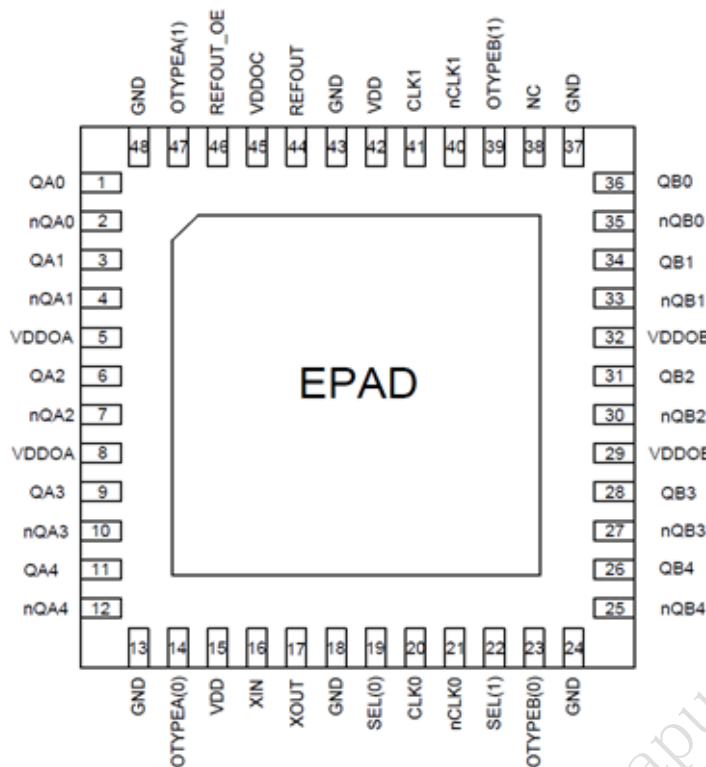 GND OTYPEA(1) REFOUT_OE VDDOC REFOUT GND VDD CLK1 nCLK1 OTYPEB(1) NC GND
48 47 46 45 44 43 42 41 40 39 38 37
QA0 1 36 QB0
nQA0 2 35 nQB0
QA1 3 34 QB1
nQA1 4 33 nQB1
VDDOA 5 32 VDDOB
QA2 6 31 QB2
EPAD
nQA2 7 30 nQB2
VDDOA 8 29 VDDOB
QA3 9 28 QB3
nQA3 10 27 nQB3
QA4 11 26 QB4
nQA4 12 25 nQB4
13 14 15 16 17 18 19 20 21 22 23 24
GND OTYPEA(0) VDD XIN XOUT GND SEL(0) CLK0 nCLK0 SEL(1) OTYPEB(0) GND